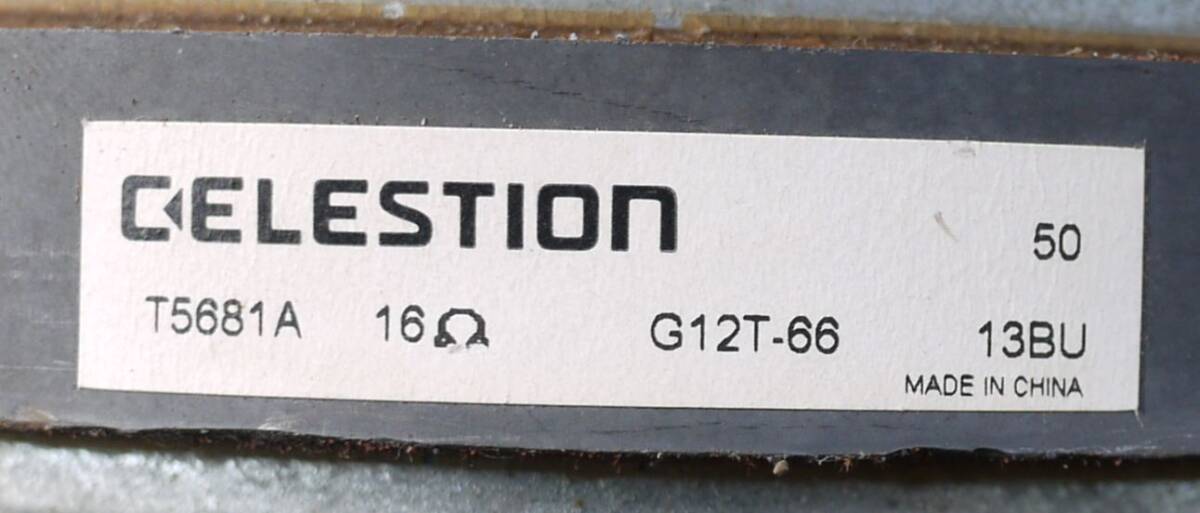 CELESTION
50
T5681A 16Ω G12T-66 13BU
MADE IN CHINA